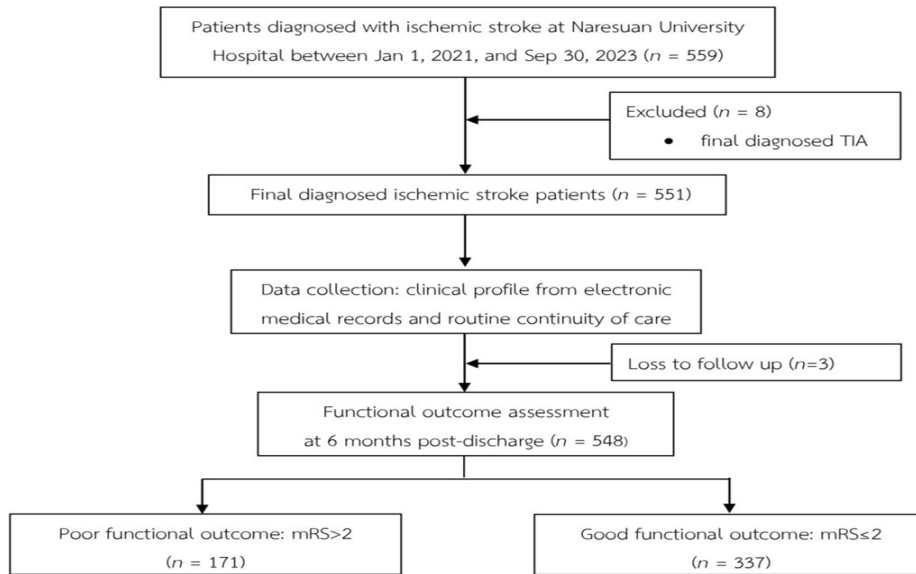 Patients diagnosed with ischemic stroke at Naresuan University
Hospital between Jan 1, 2021, and Sep 30, 2023 (n = 559)
Excluded (n = 8)
• final diagnosed TIA
Final diagnosed ischemic stroke patients (n = 551)
Data collection: clinical profile from electronic
medical records and routine continuity of care
Loss to follow up (n=3)
Functional outcome assessment
at 6 months post-discharge (n = 548)
Poor functional outcome: mRS>2
(n = 171)
Good functional outcome: mRS≤2
(n = 337)